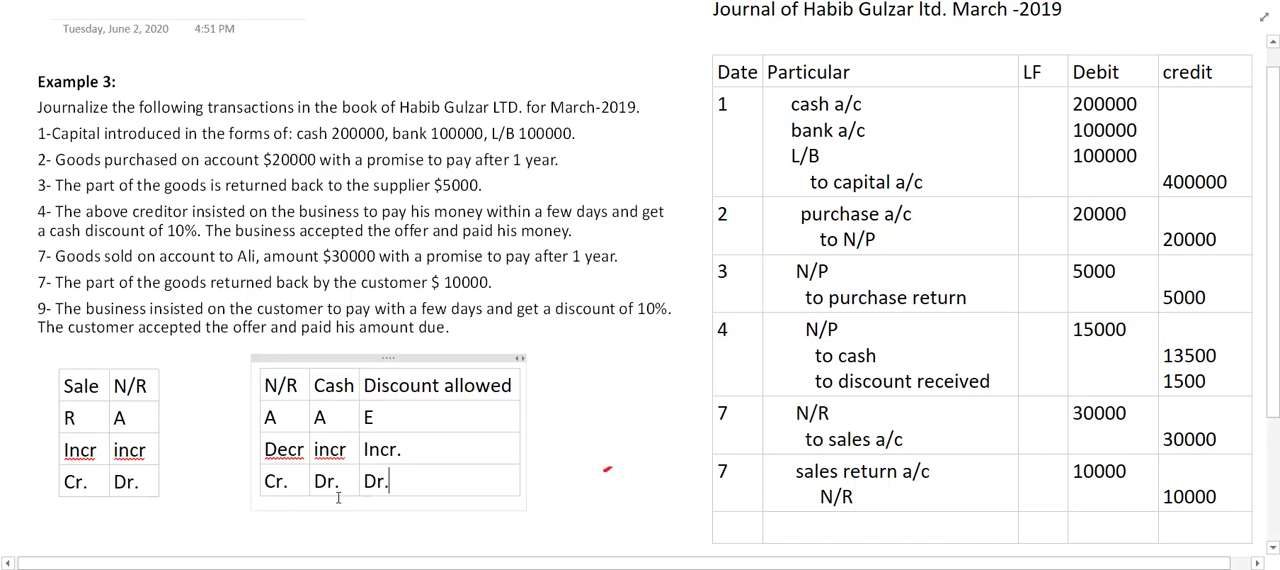 Tuesday, June 2, 2020 4:51 PM
Example 3:
Journalize the following transactions in the book of Habib Gulzar LTD. for March-2019.
1-Capital introduced in the forms of: cash 200000, bank 100000, L/B 100000.
2- Goods purchased on account $20000 with a promise to pay after 1 year.
3- The part of the goods is returned back to the supplier $5000.
4- The above creditor insisted on the business to pay his money within a few days and get
a cash discount of 10%. The business accepted the offer and paid his money.
7- Goods sold on account to Ali, amount $30000 with a promise to pay after 1 year.
7- The part of the goods returned back by the customer $ 10000.
9- The business insisted on the customer to pay with a few days and get a discount of 10%.
The customer accepted the offer and paid his amount due.
Sale N/R
R A
Incr incr
Cr. Dr.
N/R Cash Discount allowed
A A E
Decr incr Incr.
Cr. Dr. Dr.
Journal of Habib Gulzar ltd. March -2019
Date Particular LF Debit credit
1 cash a/c 200000
bank a/c 100000
L/B 100000
to capital a/c 400000
2 purchase a/c 20000
to N/P 20000
3 N/P 5000
to purchase return 5000
4 N/P 15000
to cash 13500
to discount received 1500
7 N/R 30000
to sales a/c 30000
7 sales return a/c 10000
N/R 10000